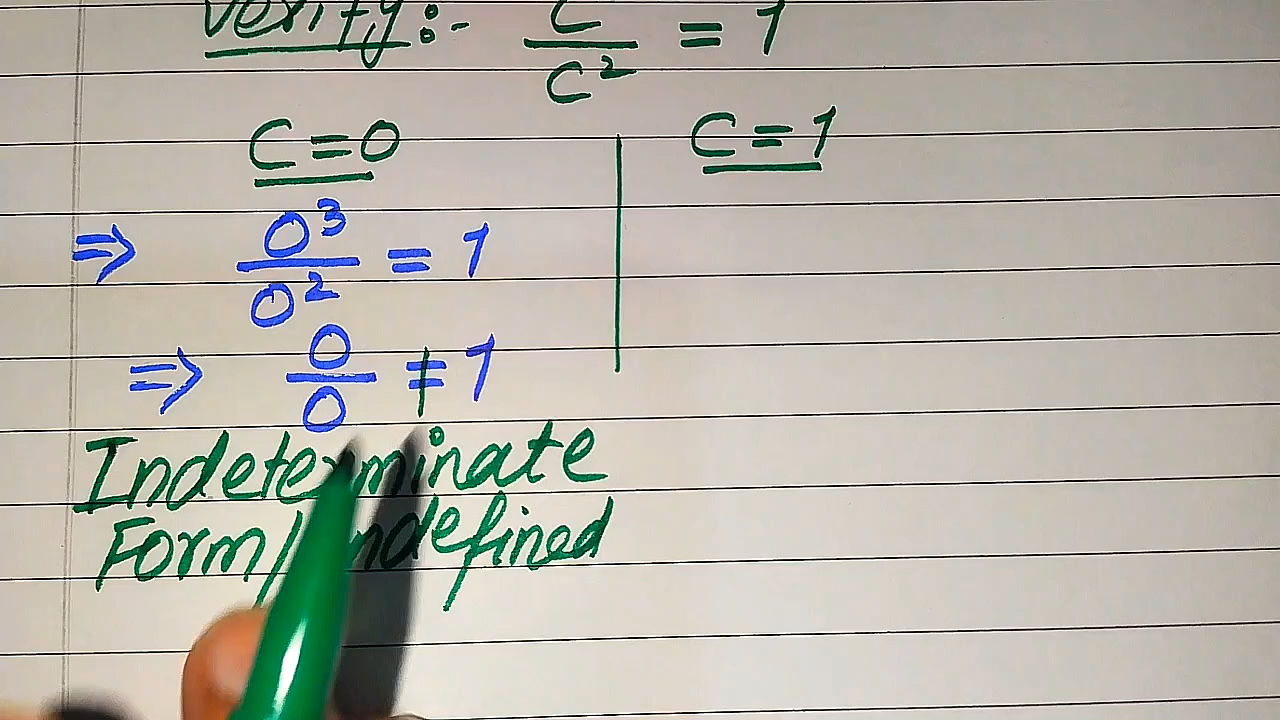 Verify:- C/C² = 1
C=0
C=1
⇒ 0³/0² = 1
⇒ 0/0 ≠ 1
Indeterminate
Form/Undefined